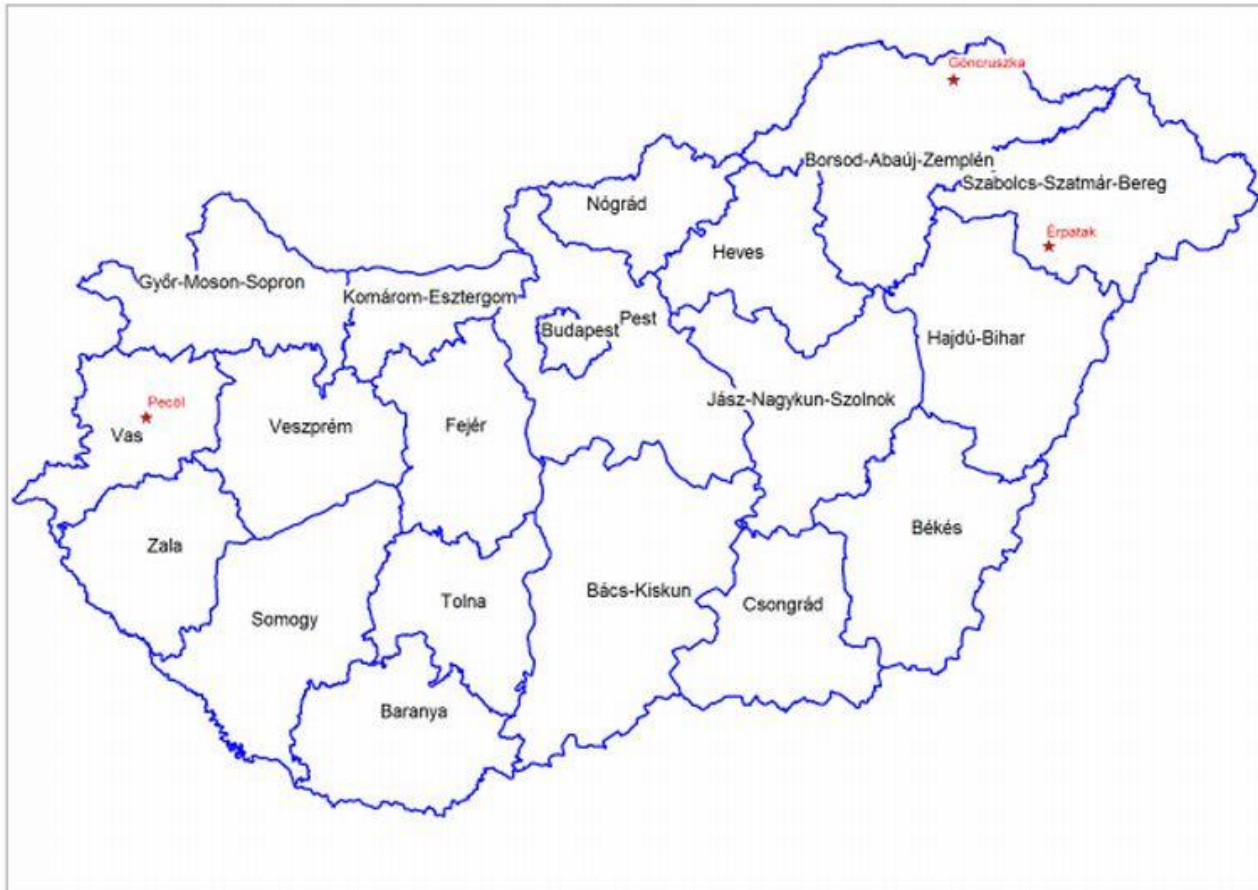 Göncruszka
Borsod-Abaúj-Zemplén
Szabolcs-Szatmár-Bereg
Nógrád
Érpatak
Heves
Győr-Moson-Sopron
Komárom-Esztergom
Budapest
Pest
Hajdú-Bihar
Pecöl
Jász-Nagykun-Szolnok
Vas
Veszprém
Fejér
Békés
Zala
Bács-Kiskun
Tolna
Csongrád
Somogy
Baranya